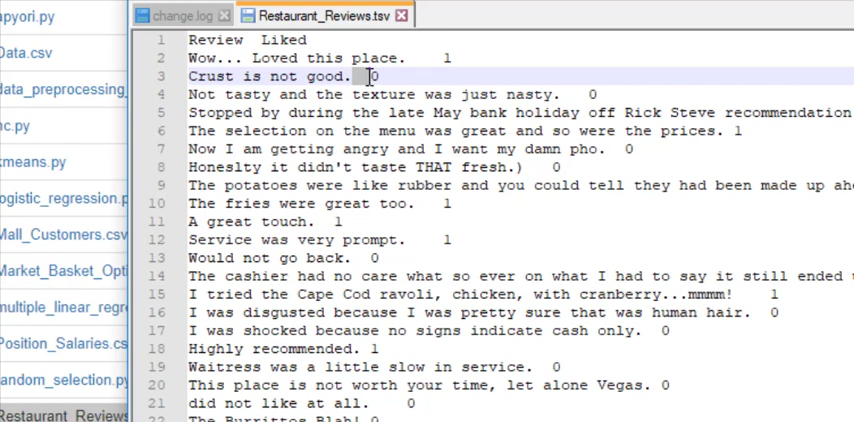 change.log
Restaurant_Reviews.tsv
apyori.py
Data.csv
data_preprocessing_
nc.py
kmeans.py
ogistic_regression.p
Mall_Customers.csv
Market_Basket_Opti
multiple_linear_regre
Position_Salaries.cs
andom_selection.py
Restaurant_Reviews
1 Review Liked
2 Wow... Loved this place. 1
3 Crust is not good. 0
4 Not tasty and the texture was just nasty. 0
5 Stopped by during the late May bank holiday off Rick Steve recommendation
6 The selection on the menu was great and so were the prices. 1
7 Now I am getting angry and I want my damn pho. 0
8 Honeslty it didn't taste THAT fresh.) 0
9 The potatoes were like rubber and you could tell they had been made up ahe
10 The fries were great too. 1
11 A great touch. 1
12 Service was very prompt. 1
13 Would not go back. 0
14 The cashier had no care what so ever on what I had to say it still ended
15 I tried the Cape Cod ravoli, chicken, with cranberry...mmmm! 1
16 I was disgusted because I was pretty sure that was human hair. 0
17 I was shocked because no signs indicate cash only. 0
18 Highly recommended. 1
19 Waitress was a little slow in service. 0
20 This place is not worth your time, let alone Vegas. 0
21 did not like at all. 0
22 The Burrittos Blah! 0